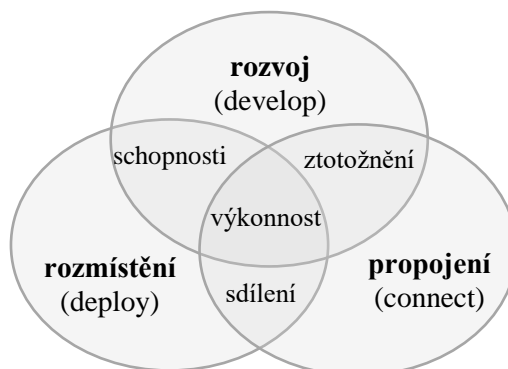 rozvoj
(develop)
schopnosti
ztotožnění
výkonnost
rozmístění
(deploy)
propojení
(connect)
sdílení